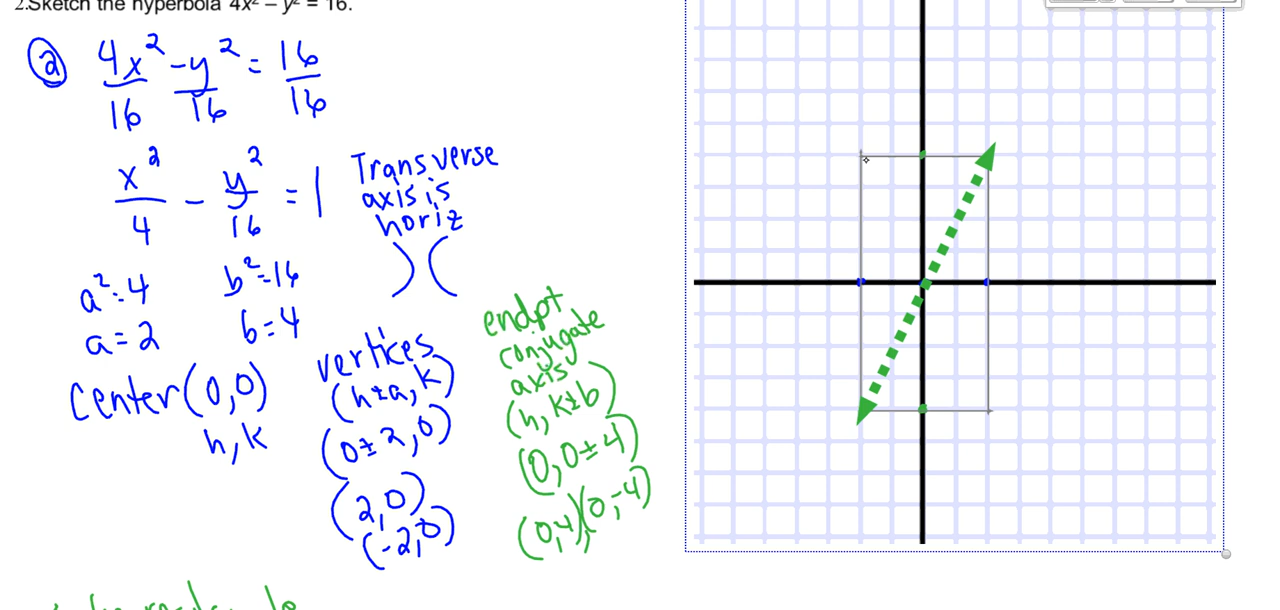 2.Sketch the hyperbola 4x² – y² = 16.
② 4x²/16 - y²/16 = 16/16
x²/4 - y²/16 = 1
Transverse
axis is
horiz
a²=4 b²=16
a=2 b=4
center(0,0)
h,k
vertices
(h±a,k)
(0±2,0)
(2,0)
(-2,0)
endpt
conjugate
axis
(h,k±b)
(0,0±4)
(0,4),(0,-4)